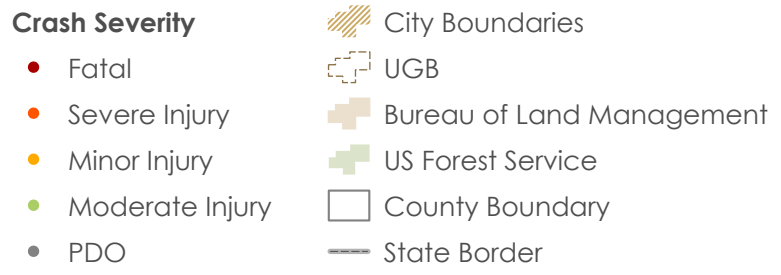 Crash Severity
Fatal
Severe Injury
Minor Injury
Moderate Injury
PDO
City Boundaries
UGB
Bureau of Land Management
US Forest Service
County Boundary
State Border